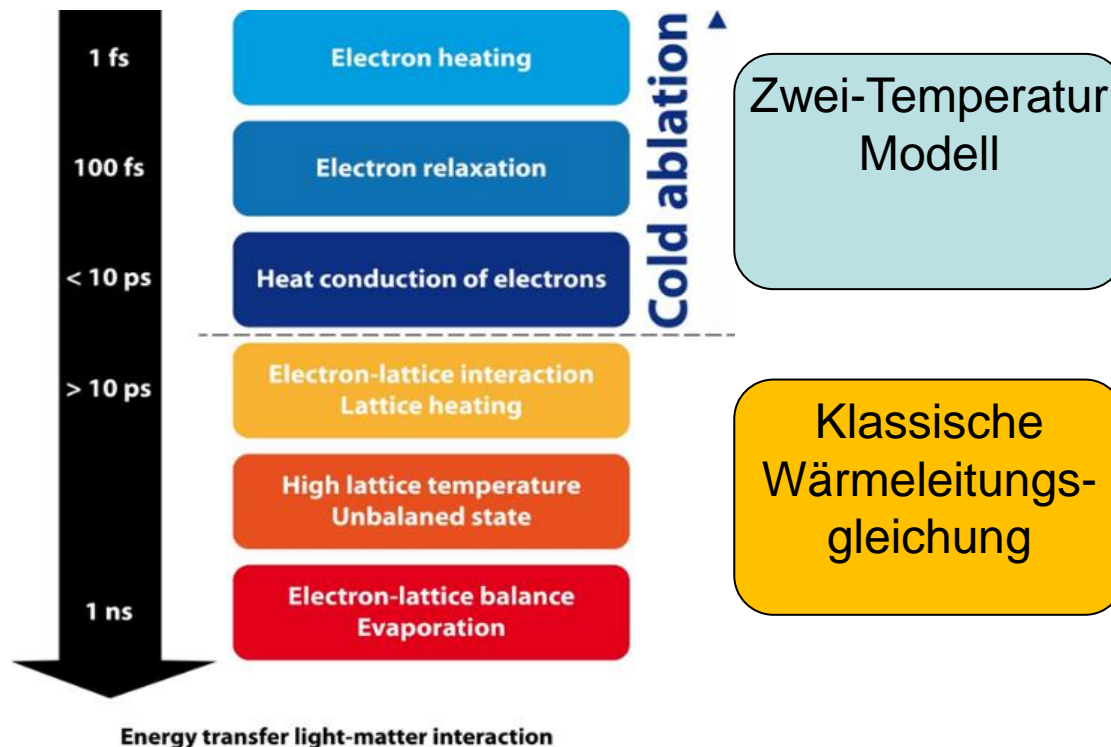 1 fs
Electron heating
100 fs
Electron relaxation
< 10 ps
Heat conduction of electrons
Cold ablation
Zwei-Temperatur
Modell
> 10 ps
Electron-lattice interaction
Lattice heating
High lattice temperature
Unbalaned state
1 ns
Electron-lattice balance
Evaporation
Klassische
Wärmeleitungs-
gleichung
Energy transfer light-matter interaction